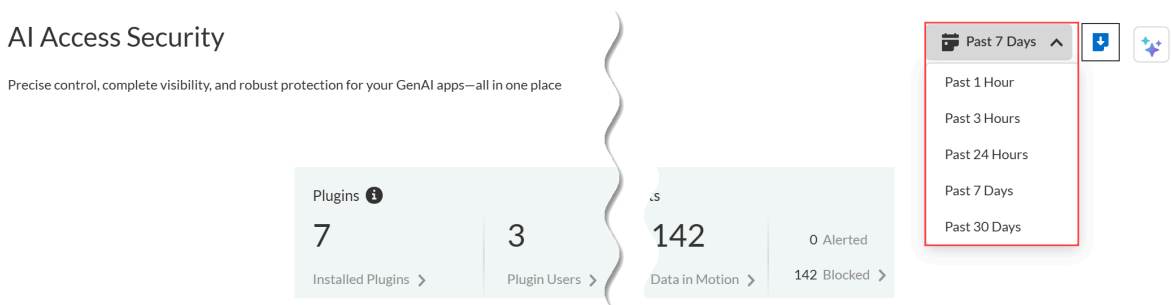 AI Access Security
Past 7 Days
Precise control, complete visibility, and robust protection for your GenAI apps—all in one place
Past 1 Hour
Past 3 Hours
Past 24 Hours
Past 7 Days
Past 30 Days
Plugins
ts
7
3
142
0 Alerted
Installed Plugins
Plugin Users
Data in Motion
142 Blocked